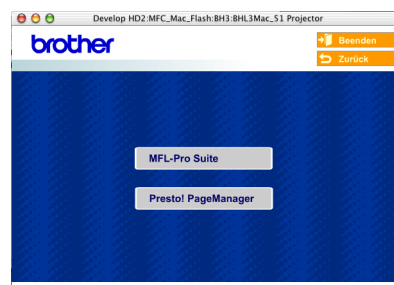 Develop HD2:MFC_Mac_Flash:BH3:BHL3Mac_S1 Projector
brother
Beenden
Zurück
MFL-Pro Suite
Presto! PageManager